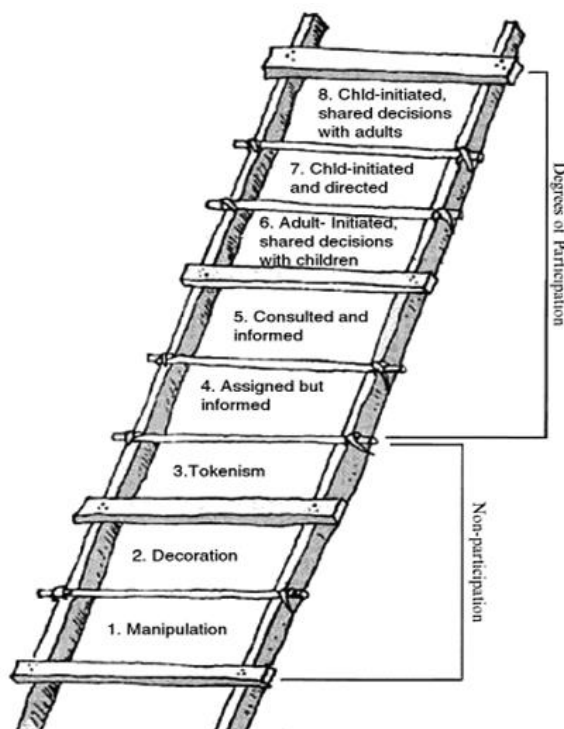 8. Chld-initiated,
shared decisions
with adults
7. Chld-initiated
and directed
6. Adult- Initiated,
shared decisions
with children
5. Consulted and
informed
4. Assigned but
informed
3.Tokenism
2. Decoration
1. Manipulation
Degrees of Participation
Non-participation